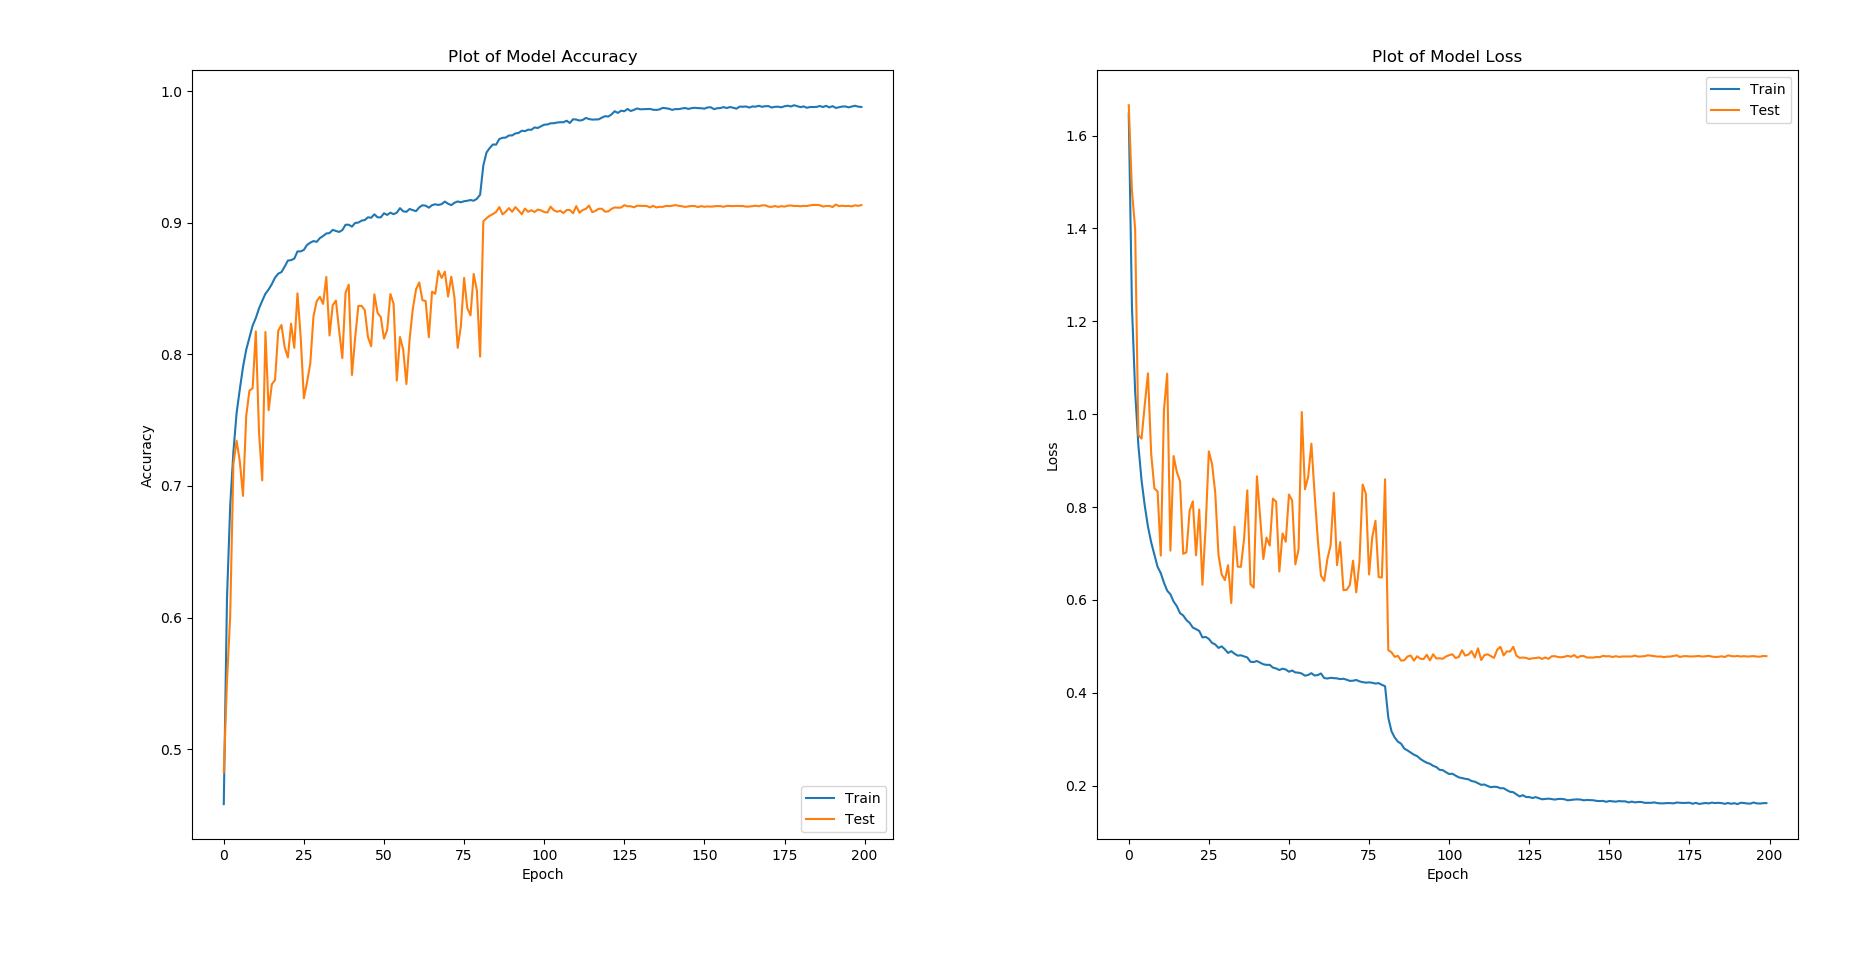 Plot of Model Accuracy
1.0
0.9
0.8
0.7
0.6
0.5
Accuracy
0 25 50 75 100 125 150 175 200
Epoch
Train
Test
Plot of Model Loss
1.6
1.4
1.2
1.0
0.8
0.6
0.4
0.2
Loss
0 25 50 75 100 125 150 175 200
Epoch
Train
Test